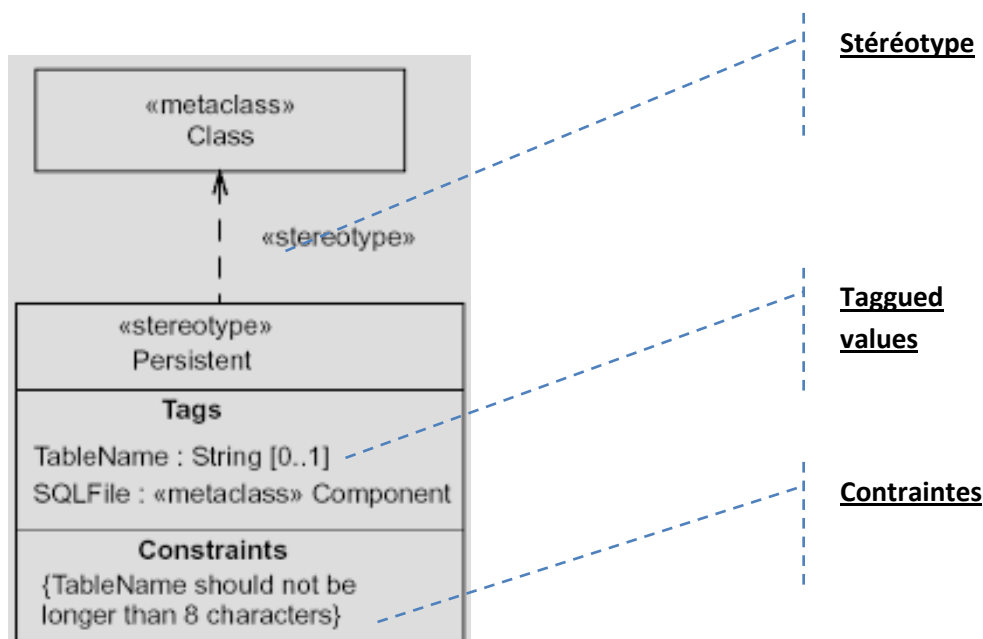 Stéréotype
«metaclass»
Class
«stereotype»
«stereotype»
Persistent
Taggued
values
Tags
TableName : String [0..1]
SQLFile : «metaclass» Component
Contraintes
Constraints
{TableName should not be
longer than 8 characters}